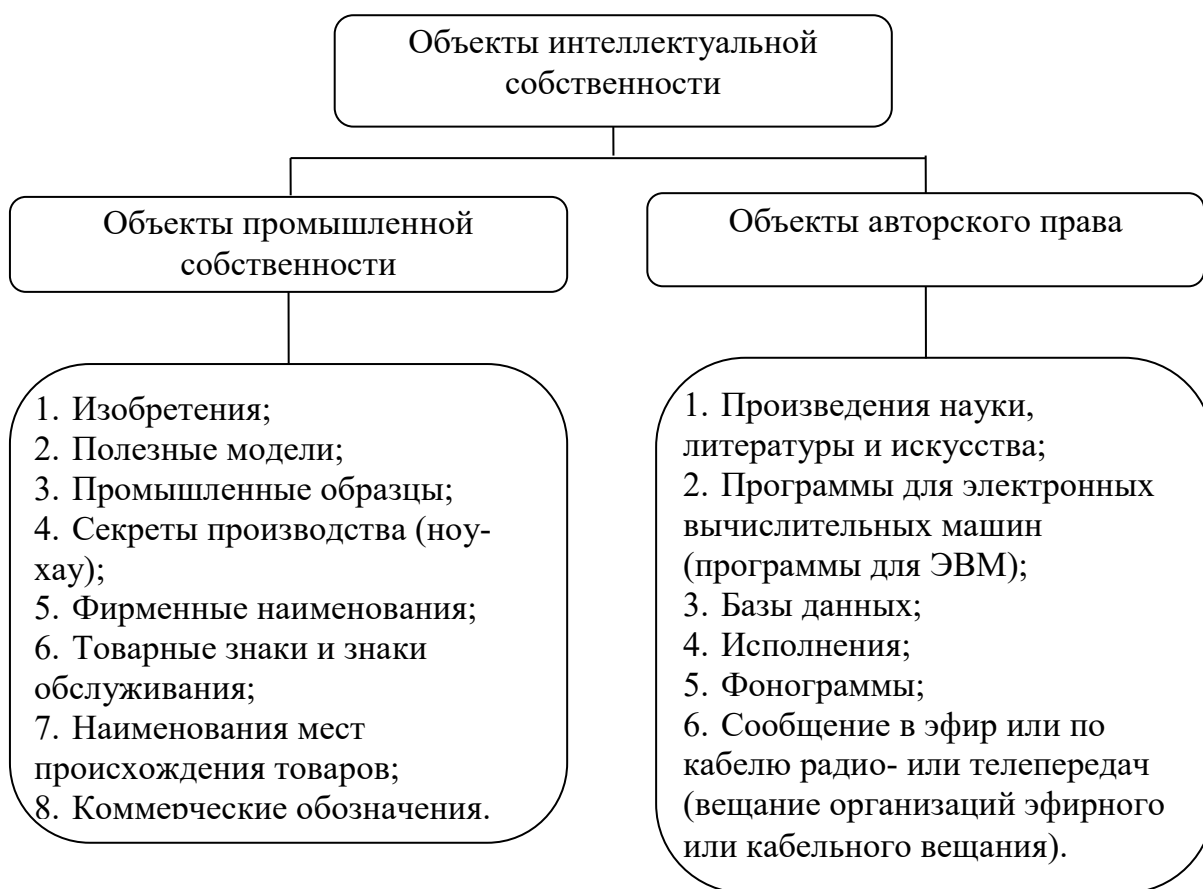 Объекты интеллектуальной
собственности
Объекты промышленной
собственности
Объекты авторского права
1. Изобретения;
2. Полезные модели;
3. Промышленные образцы;
4. Секреты производства (ноу-
хау);
5. Фирменные наименования;
6. Товарные знаки и знаки
обслуживания;
7. Наименования мест
происхождения товаров;
8. Коммерческие обозначения.
1. Произведения науки,
литературы и искусства;
2. Программы для электронных
вычислительных машин
(программы для ЭВМ);
3. Базы данных;
4. Исполнения;
5. Фонограммы;
6. Сообщение в эфир или по
кабелю радио- или телепередач
(вещание организаций эфирного
или кабельного вещания).